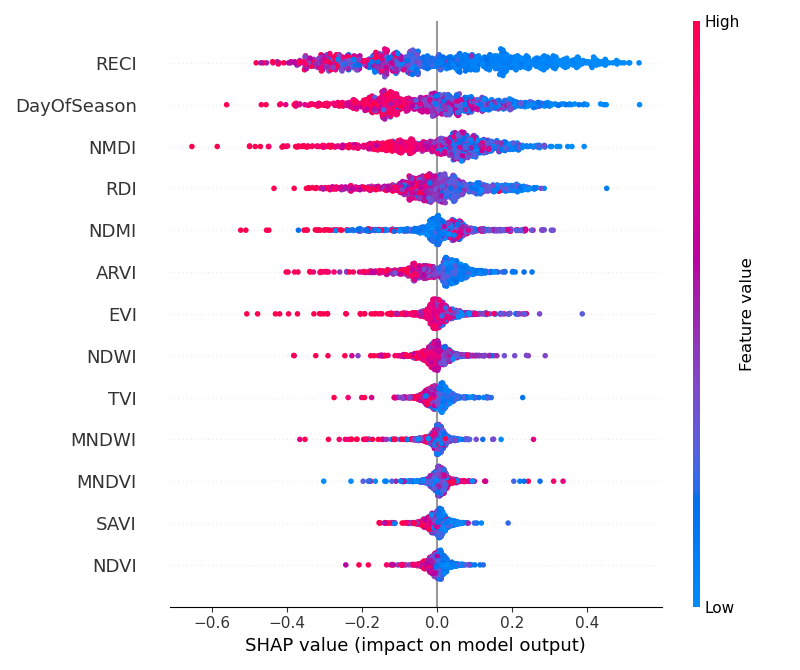 High
RECI
DayOfSeason
NMDI
RDI
NDMI
ARVI
EVI
NDWI
TVI
MNDWI
MNDVI
SAVI
NDVI
Feature value
Low
−0.6 −0.4 −0.2 0.0 0.2 0.4
SHAP value (impact on model output)